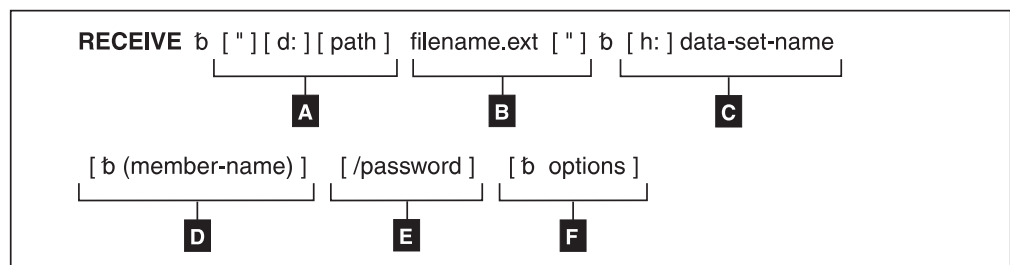 RECEIVE ƀ [ " ] [ d: ] [ path ] filename.ext [ " ] ƀ [ h: ] data-set-name
A B C
[ ƀ (member-name) ] [ /password ] [ ƀ options ]
D E F